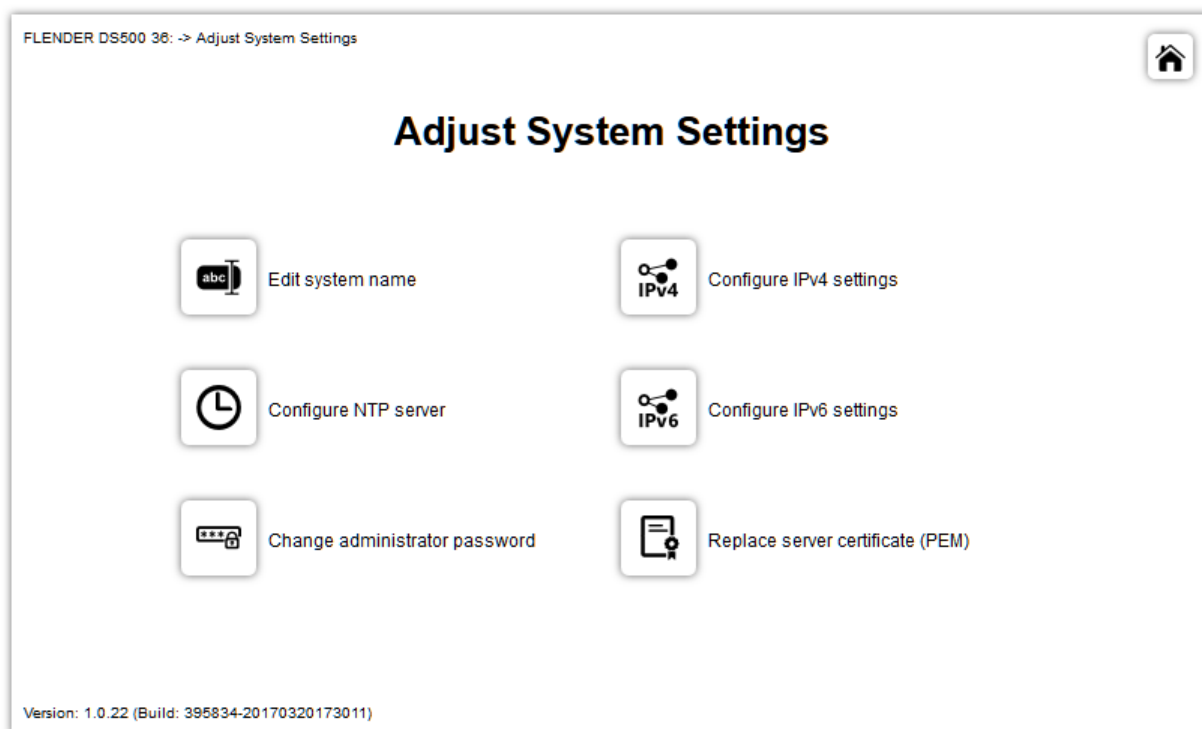 FLENDER DS500 36: -> Adjust System Settings
Adjust System Settings
abc
Edit system name
IPv4
Configure IPv4 settings
Configure NTP server
IPv6
Configure IPv6 settings
***
Change administrator password
Replace server certificate (PEM)
Version: 1.0.22 (Build: 395834-20170320173011)